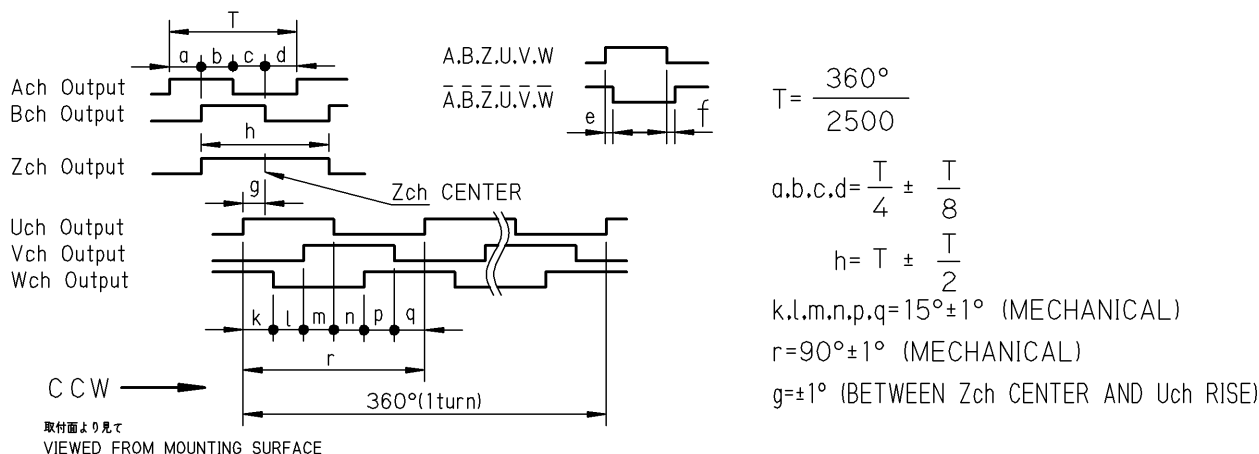 T
a b c d
Ach Output
Bch Output
h
Zch Output
g
Zch CENTER
Uch Output
Vch Output
Wch Output
k l m n p q
r
CCW
360°(1turn)
取付面より見て
VIEWED FROM MOUNTING SURFACE
A.B.Z.U.V.W
A̅.B̅.Z̅.U̅.V̅.W̅
e f
T= 360° / 2500
a.b.c.d= T/4 ± T/8
h= T ± T/2
k.l.m.n.p.q=15°±1° (MECHANICAL)
r=90°±1° (MECHANICAL)
g=±1° (BETWEEN Zch CENTER AND Uch RISE)